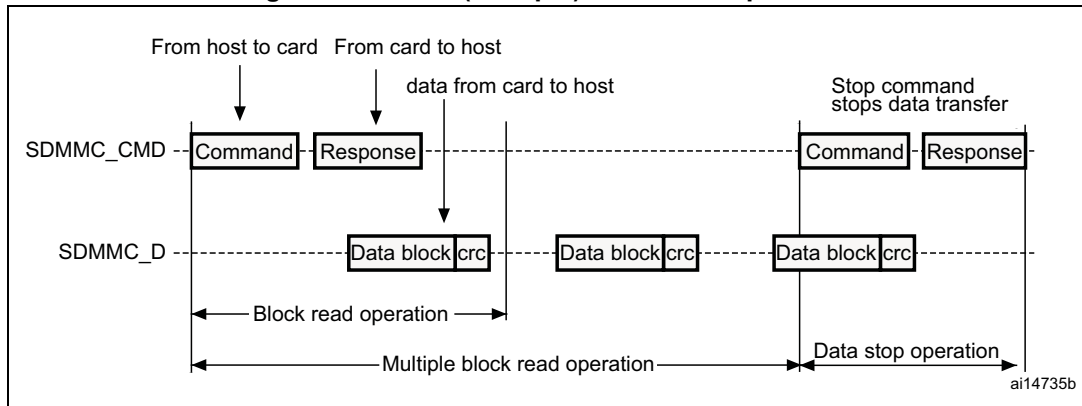 From host to card From card to host
data from card to host
Stop command
stops data transfer
SDMMC_CMD Command Response Command Response
SDMMC_D Data block crc Data block crc Data block crc
Block read operation
Multiple block read operation Data stop operation
ai14735b